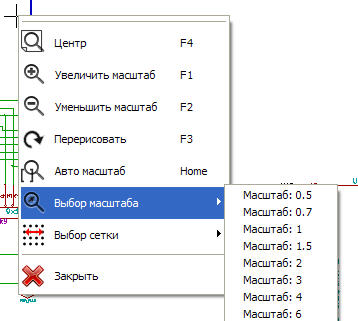 Центр F4
Увеличить масштаб F1
Уменьшить масштаб F2
Перерисовать F3
Авто масштаб Home
Выбор масштаба
Выбор сетки
Закрыть
Масштаб: 0.5
Масштаб: 0.7
Масштаб: 1
Масштаб: 1.5
Масштаб: 2
Масштаб: 3
Масштаб: 4
Масштаб: 6